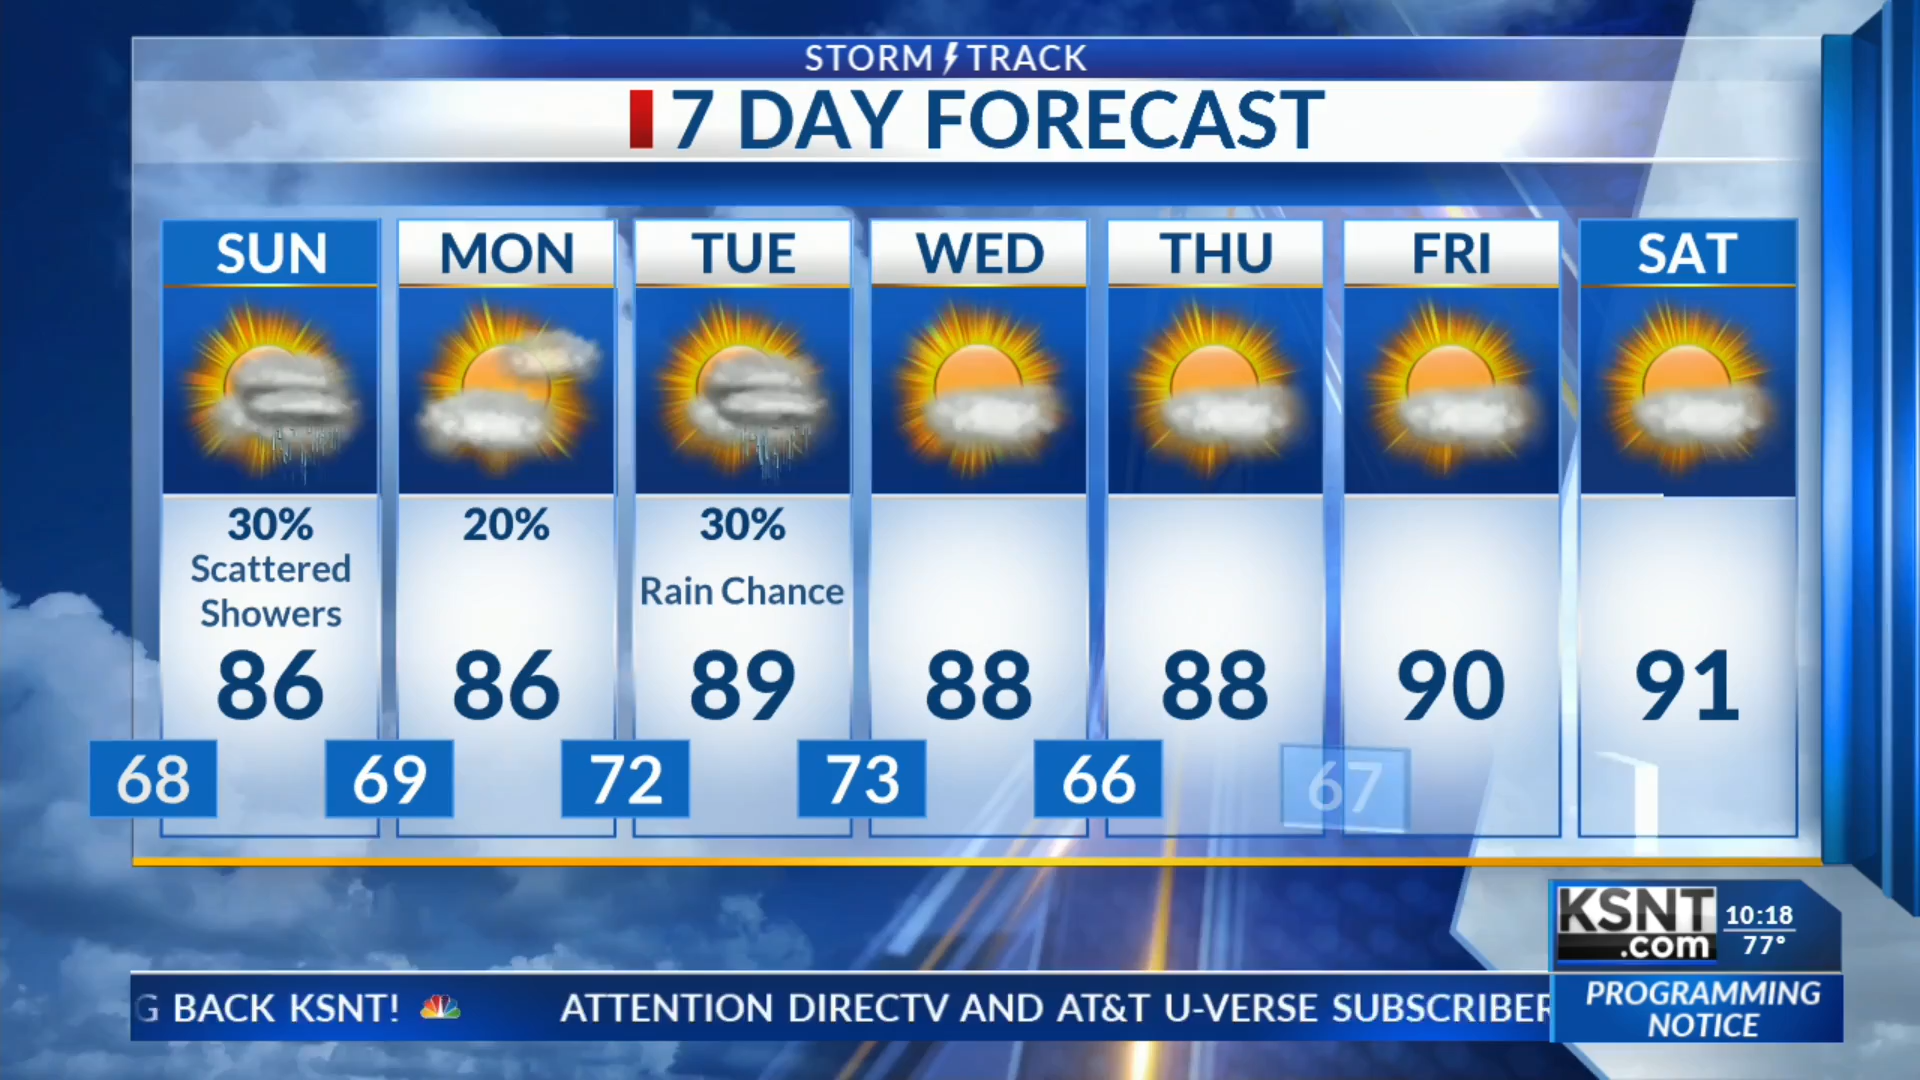 STORM TRACK
7 DAY FORECAST
SUN MON TUE WED THU FRI SAT
30% 20% 30%
Scattered
Showers
Rain Chance
86 86 89 88 88 90 91
68 69 72 73 66 67
KSNT
.com
10:18
77°
G BACK KSNT! ATTENTION DIRECTV AND AT&T U-VERSE SUBSCRIBER
PROGRAMMING
NOTICE